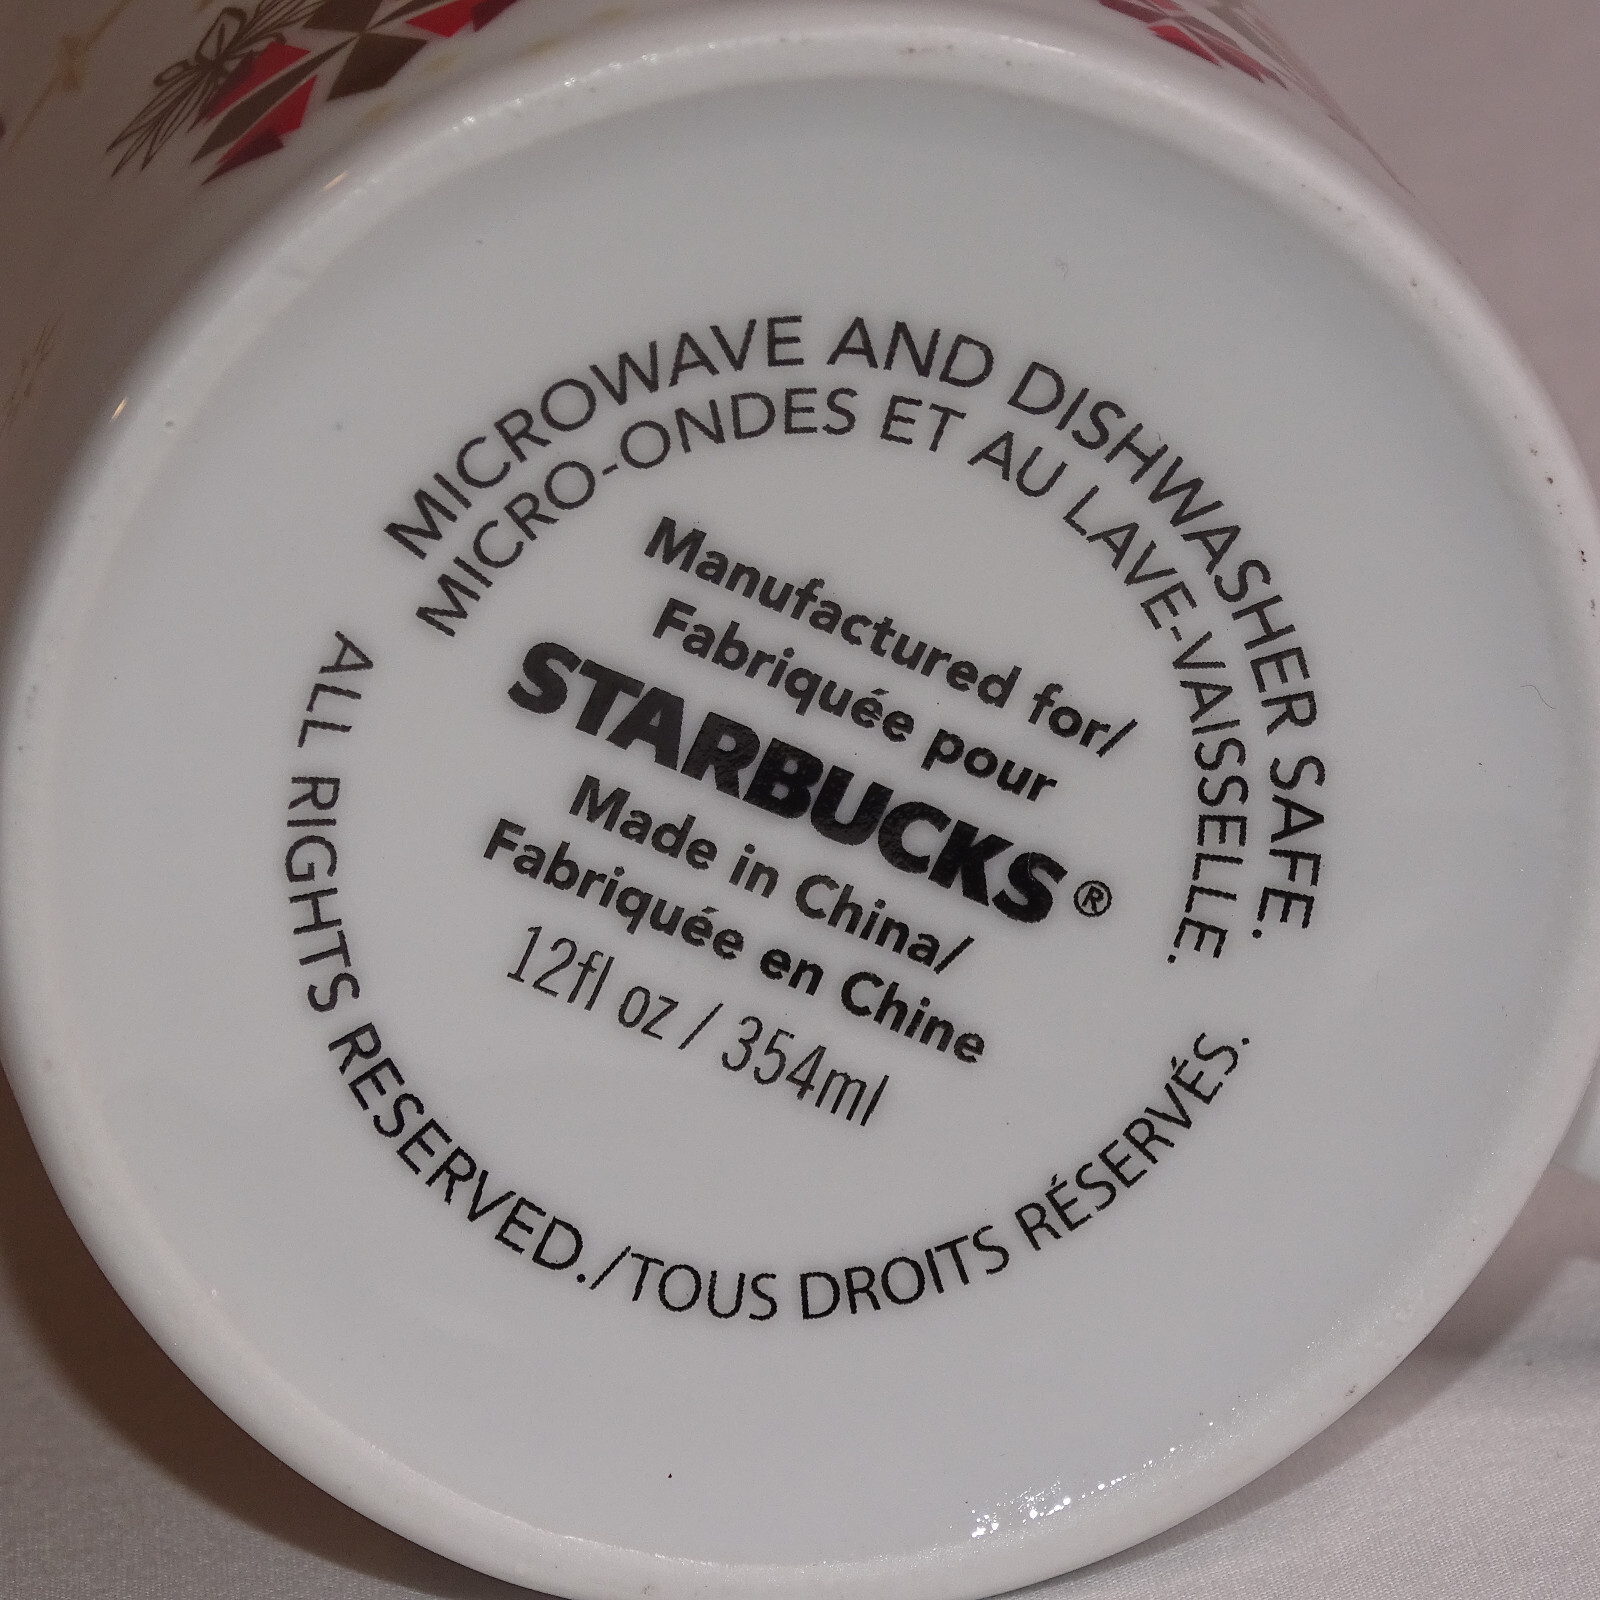 MICROWAVE AND DISHWASHER SAFE.
MICRO-ONDES ET AU LAVE-VAISSELLE.
Manufactured for/
Fabriquée pour
STARBUCKS®
Made in China/
Fabriquée en Chine
12fl oz / 354ml
ALL RIGHTS RESERVED./TOUS DROITS RÉSERVÉS.